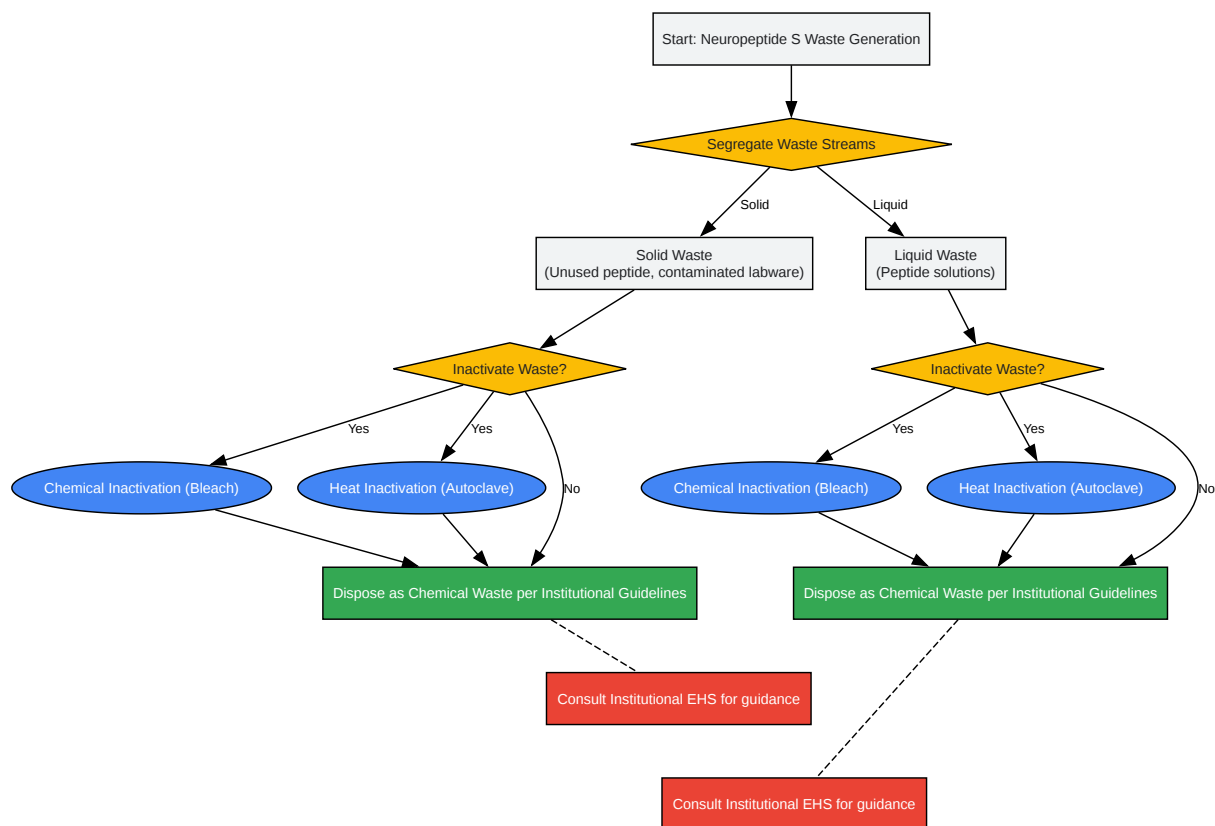 Start: Neuropeptide S Waste Generation
Segregate Waste Streams
Solid
Liquid
Solid Waste
(Unused peptide, contaminated labware)
Liquid Waste
(Peptide solutions)
Inactivate Waste?
Inactivate Waste?
Yes
Yes
Yes
Yes
Chemical Inactivation (Bleach)
Heat Inactivation (Autoclave)
No
Chemical Inactivation (Bleach)
Heat Inactivation (Autoclave)
No
Dispose as Chemical Waste per Institutional Guidelines
Dispose as Chemical Waste per Institutional Guidelines
Consult Institutional EHS for guidance
Consult Institutional EHS for guidance